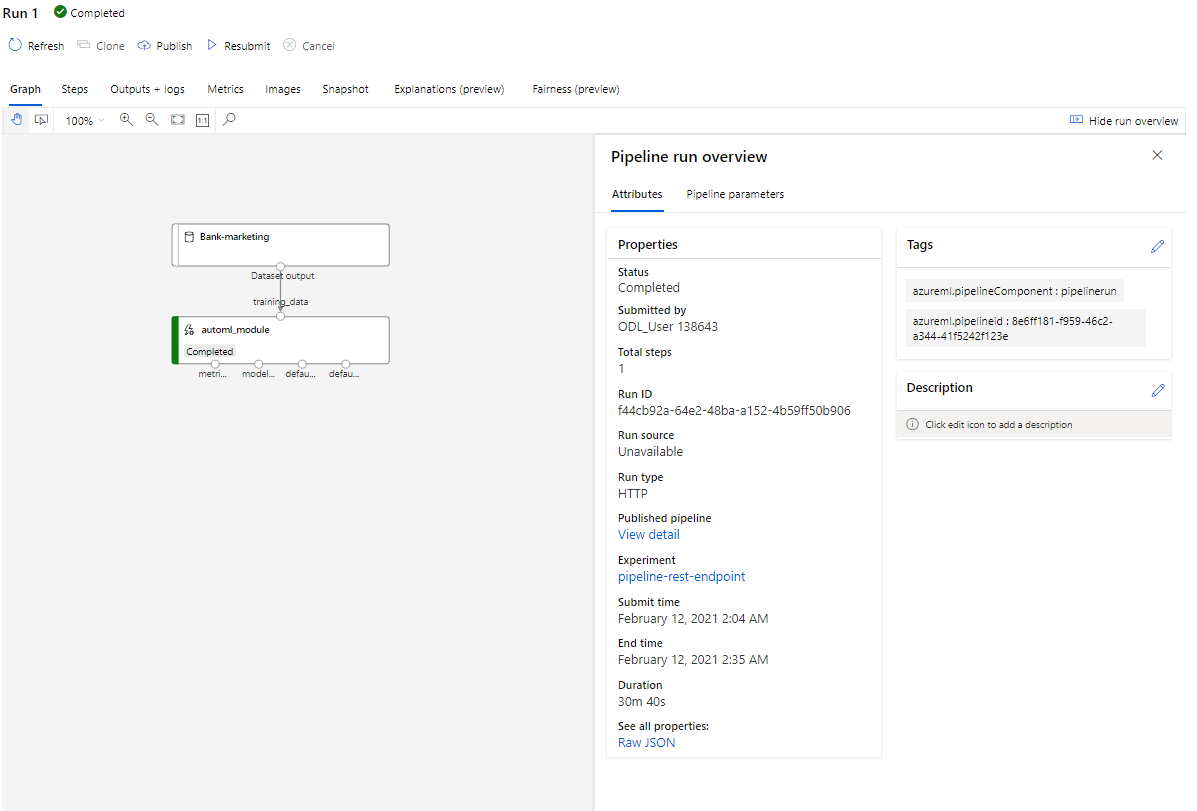 Run 1 Completed
Refresh Clone Publish Resubmit Cancel
Graph Steps Outputs + logs Metrics Images Snapshot Explanations (preview) Fairness (preview)
100% 1:1 Hide run overview
Bank-marketing
Dataset output
training_data
automl_module
Completed
metri... model... defau... defau...
Pipeline run overview
Attributes Pipeline parameters
Properties
Status
Completed
Submitted by
ODL_User 138643
Total steps
1
Run ID
f44cb92a-64e2-48ba-a152-4b59ff50b906
Run source
Unavailable
Run type
HTTP
Published pipeline
View detail
Experiment
pipeline-rest-endpoint
Submit time
February 12, 2021 2:04 AM
End time
February 12, 2021 2:35 AM
Duration
30m 40s
See all properties:
Raw JSON
Tags
azureml.pipelineComponent : pipelinerun
azureml.pipelineid : 8e6ff181-f959-46c2-
a344-41f5242f123e
Description
Click edit icon to add a description